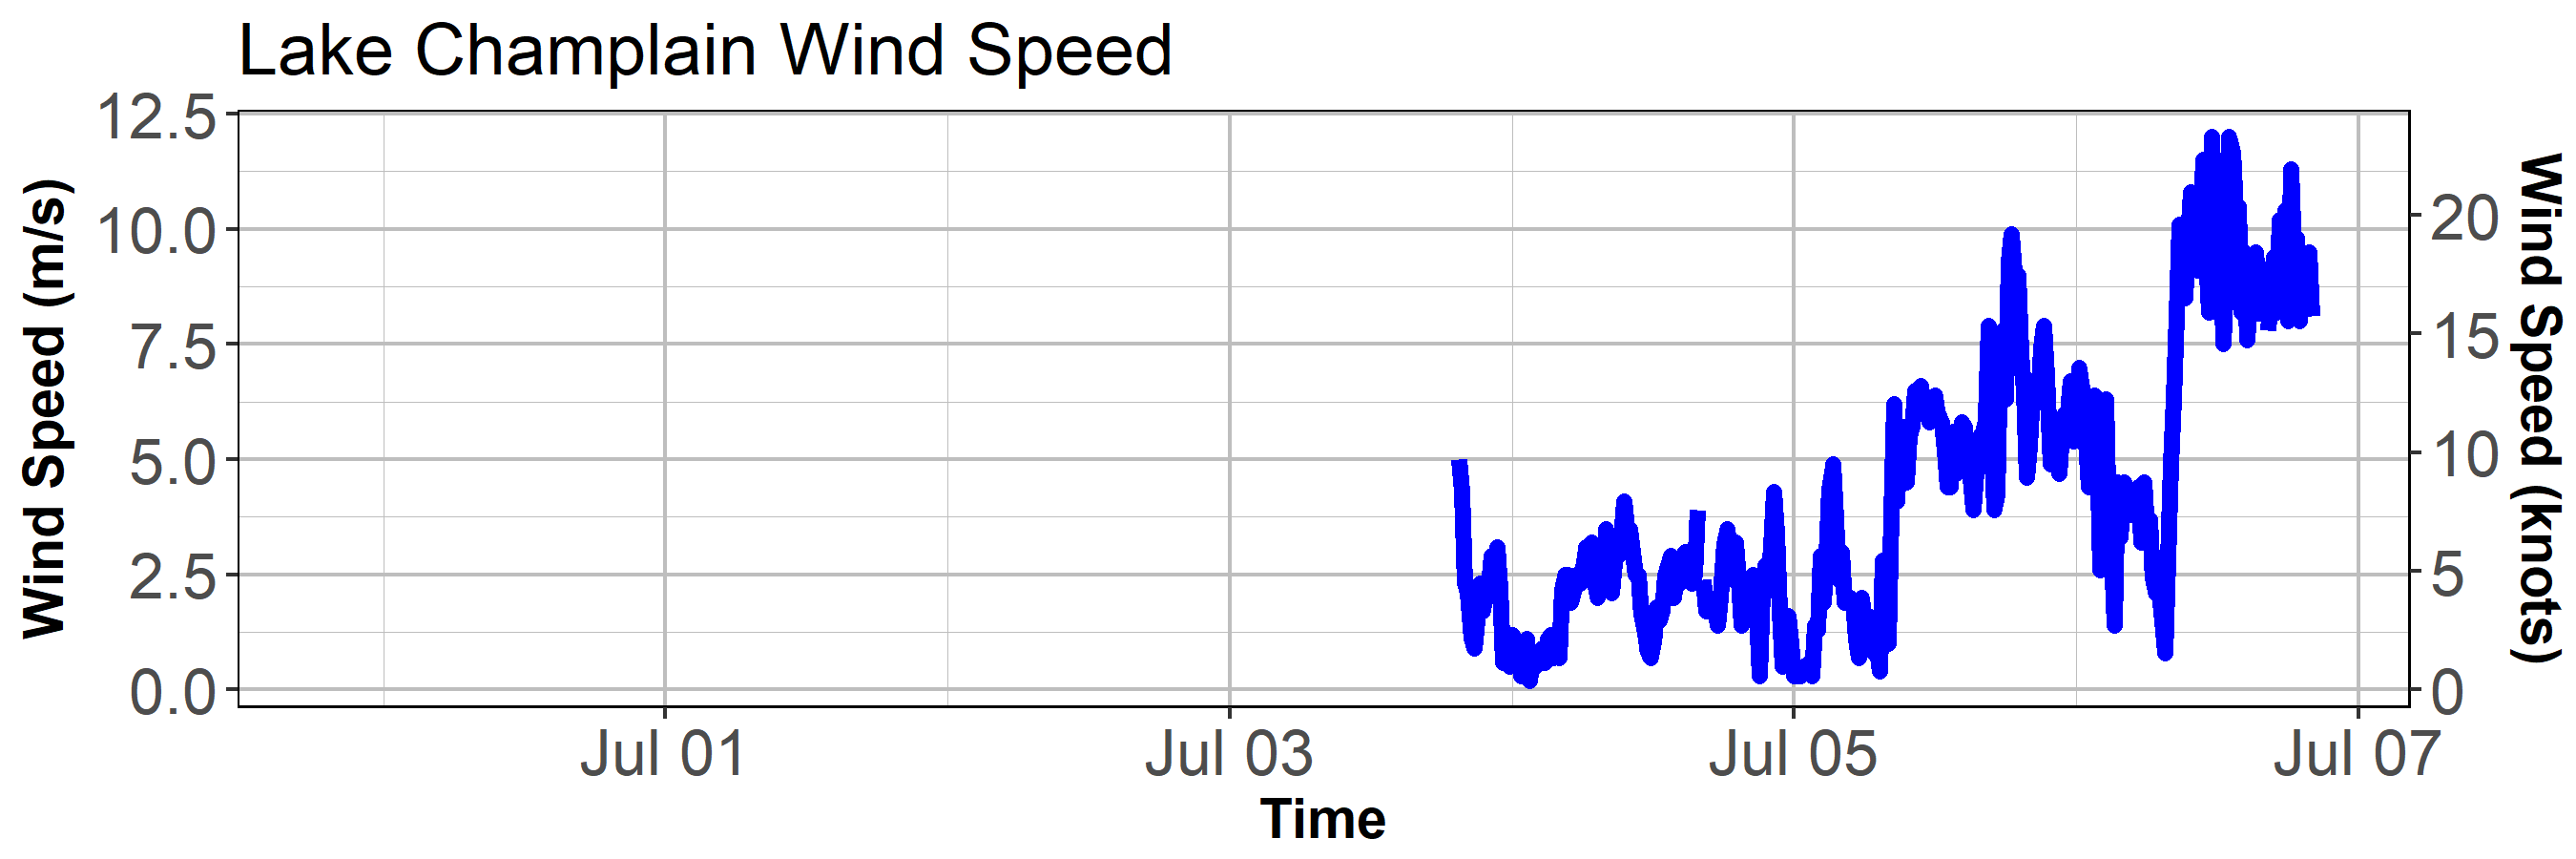 Lake Champlain Wind Speed
Wind Speed (m/s)
12.5
10.0
7.5
5.0
2.5
0.0
Wind Speed (knots)
20
15
10
5
0
Jul 01
Jul 03
Jul 05
Jul 07
Time